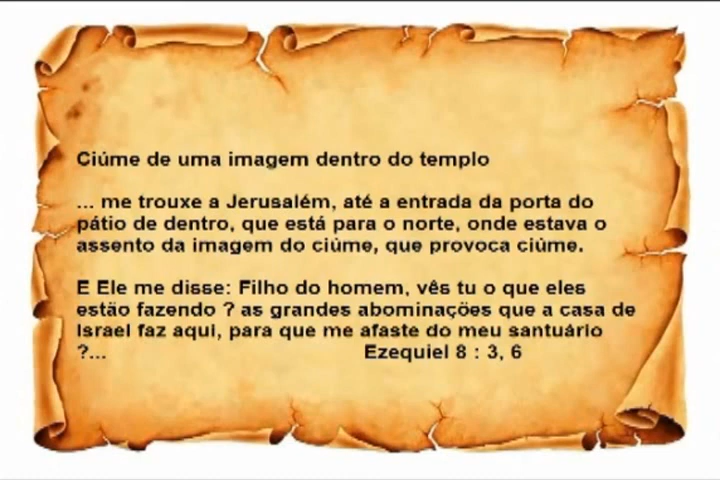 Ciúme de uma imagem dentro do templo
... me trouxe a Jerusalém, até a entrada da porta do
pátio de dentro, que está para o norte, onde estava o
assento da imagem do ciúme, que provoca ciúme.
E Ele me disse: Filho do homem, vês tu o que eles
estão fazendo ? as grandes abominações que a casa de
Israel faz aqui, para que me afaste do meu santuário
?... Ezequiel 8 : 3, 6